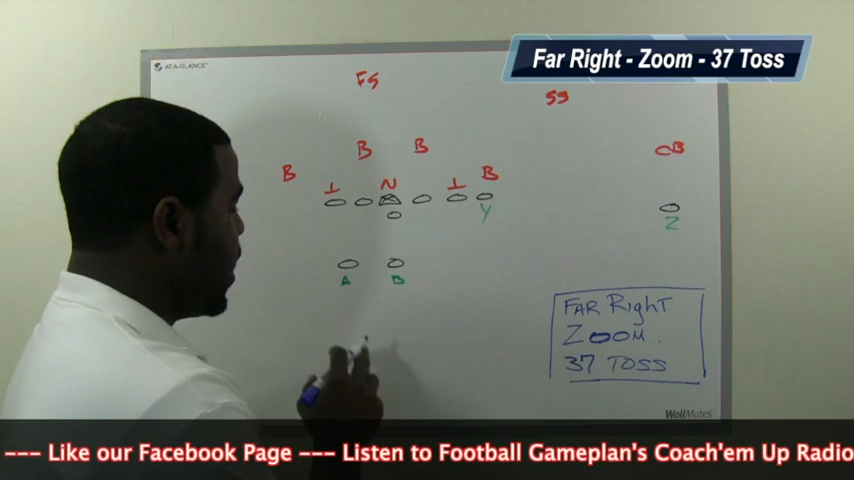 Far Right - Zoom - 37 Toss
AT-A-GLANCE
FS
SS
B B B CB
⊥ N ⊥ B
Y
Z
A B
FAR Right
ZOOM.
37 TOSS
WallMates
--- Like our Facebook Page --- Listen to Football Gameplan's Coach'em Up Radio